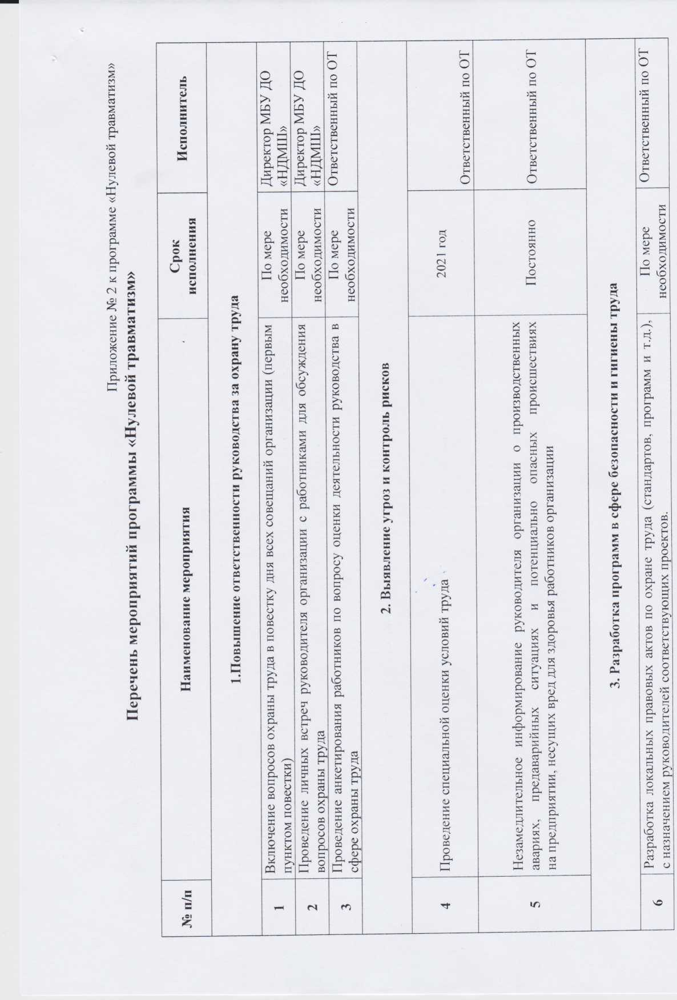 Приложение № 2 к программе «Нулевой травматизм»
Перечень мероприятий программы «Нулевой травматизм»
№ п/п
Наименование мероприятия
Срок
исполнения
Исполнитель
1.Повышение ответственности руководства за охрану труда
1
Включение вопросов охраны труда в повестку дня всех совещаний организации (первым
пунктом повестки)
По мере
необходимости
Директор МБУ ДО
«НДМШ»
2
Проведение личных встреч руководителя организации с работниками для обсуждения
вопросов охраны труда
По мере
необходимости
Директор МБУ ДО
«НДМШ»
3
Проведение анкетирования работников по вопросу оценки деятельности руководства в
сфере охраны труда
По мере
необходимости
Ответственный по ОТ
2. Выявление угроз и контроль рисков
4
Проведение специальной оценки условий труда
2021 год
Ответственный по ОТ
5
Незамедлительное информирование руководителя организации о производственных
авариях, предаварийных ситуациях и потенциально опасных происшествиях
на предприятии, несущих вред для здоровья работников организации
Постоянно
Ответственный по ОТ
3. Разработка программ в сфере безопасности и гигиены труда
6
Разработка локальных правовых актов по охране труда (стандартов, программ и т.д.),
с назначением руководителей соответствующих проектов.
По мере
необходимости
Ответственный по ОТ